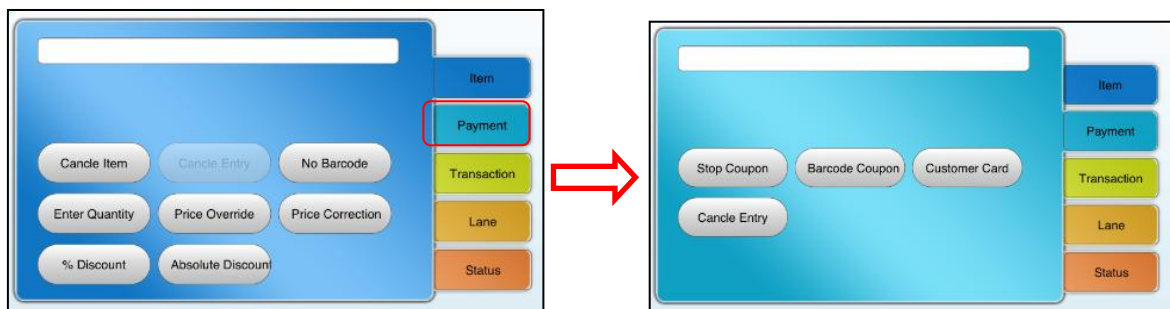 Item
Payment
Cancle Item Cancle Entry No Barcode
Transaction
Enter Quantity Price Override Price Correction
Lane
% Discount Absolute Discount
Status
Item
Payment
Stop Coupon Barcode Coupon Customer Card
Transaction
Cancle Entry
Lane
Status